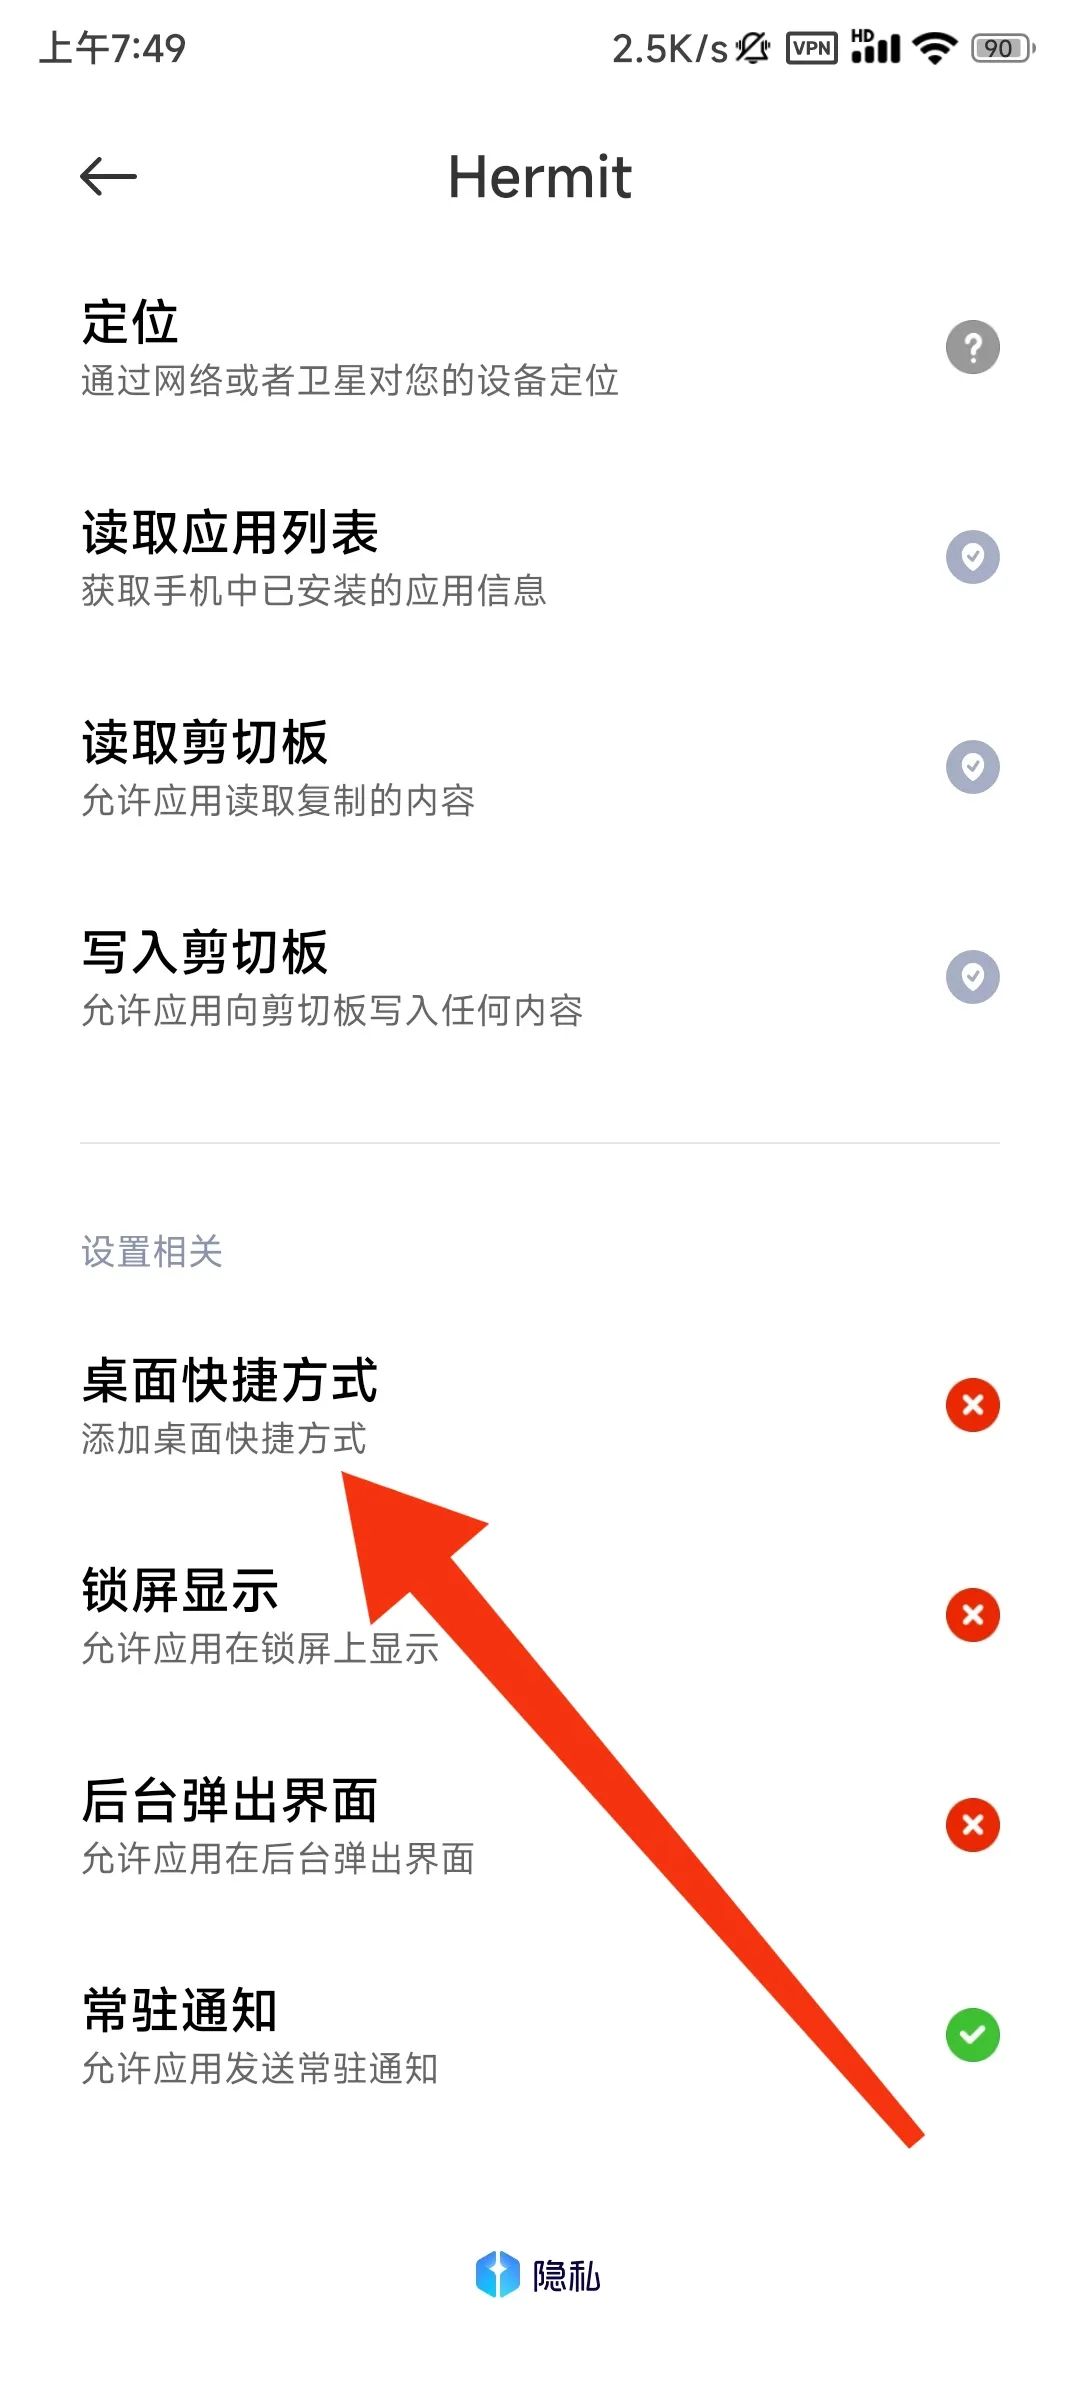 上午7:49
2.5K/s VPN HD 90
Hermit
定位
通过网络或者卫星对您的设备定位
读取应用列表
获取手机中已安装的应用信息
读取剪切板
允许应用读取复制的内容
写入剪切板
允许应用向剪切板写入任何内容
设置相关
桌面快捷方式
添加桌面快捷方式
锁屏显示
允许应用在锁屏上显示
后台弹出界面
允许应用在后台弹出界面
常驻通知
允许应用发送常驻通知
隐私